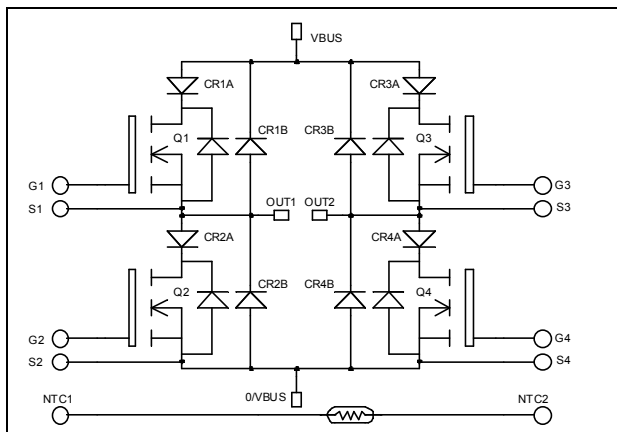 VBUS
CR1A
CR3A
Q1
CR1B
CR3B
Q3
G1
G3
S1
OUT1
OUT2
S3
CR2A
CR4A
Q2
CR2B
CR4B
Q4
G2
G4
S2
S4
0/VBUS
NTC1
NTC2